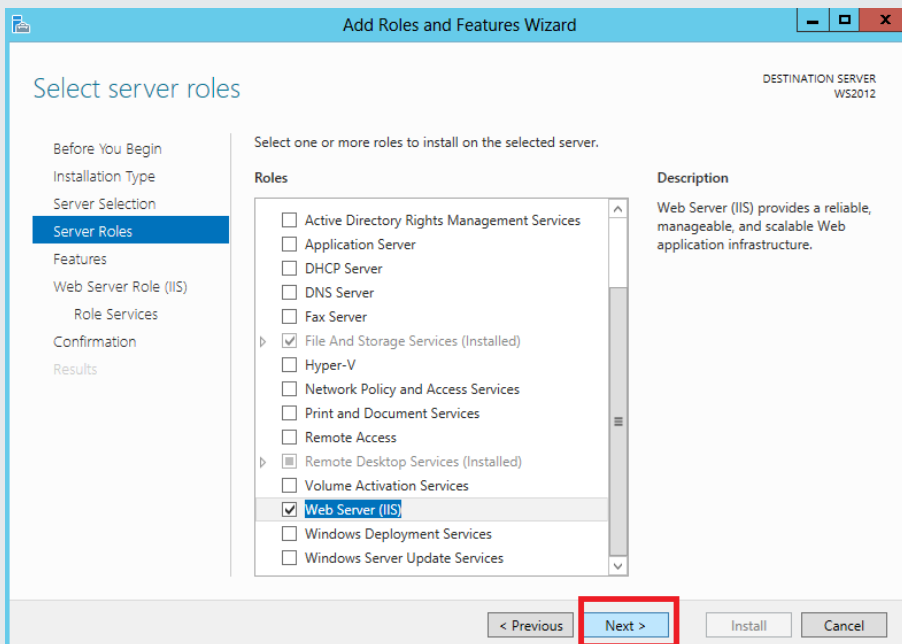 Add Roles and Features Wizard
Select server roles
DESTINATION SERVER
WS2012
Before You Begin
Installation Type
Server Selection
Server Roles
Features
Web Server Role (IIS)
Role Services
Confirmation
Results
Select one or more roles to install on the selected server.
Roles
Active Directory Rights Management Services
Application Server
DHCP Server
DNS Server
Fax Server
File And Storage Services (Installed)
Hyper-V
Network Policy and Access Services
Print and Document Services
Remote Access
Remote Desktop Services (Installed)
Volume Activation Services
Web Server (IIS)
Windows Deployment Services
Windows Server Update Services
Description
Web Server (IIS) provides a reliable,
manageable, and scalable Web
application infrastructure.
< Previous
Next >
Install
Cancel